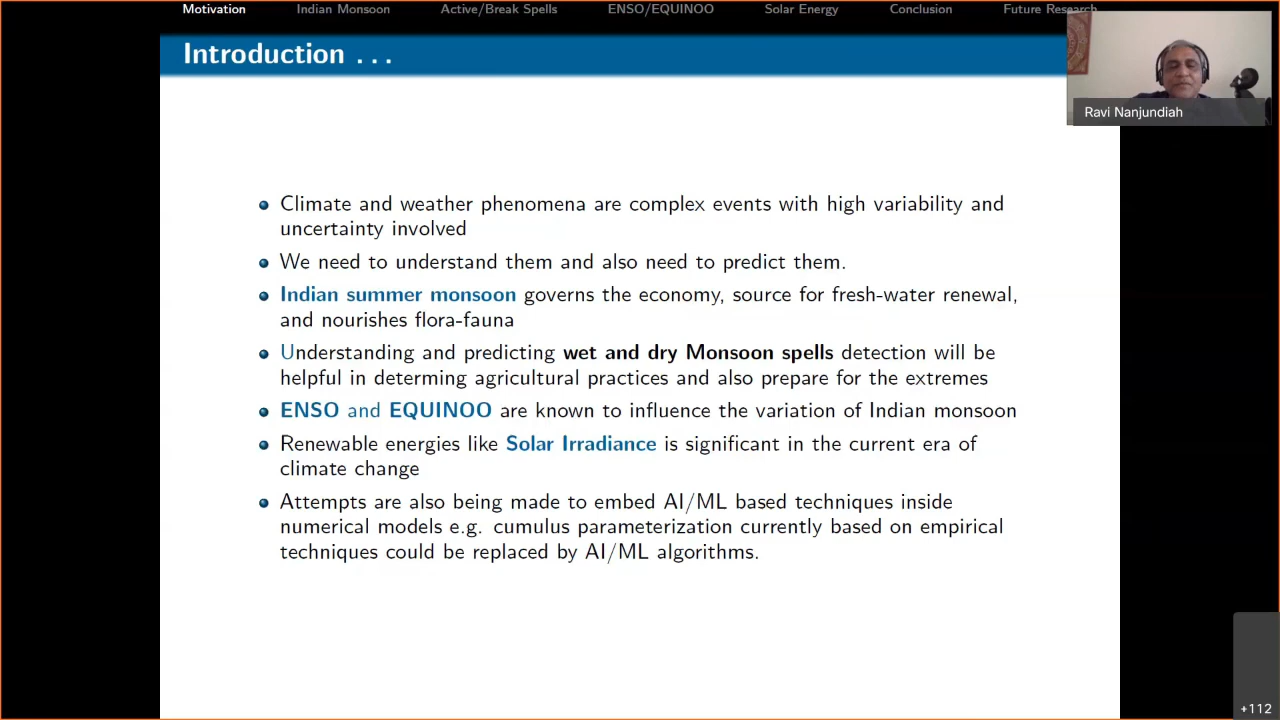 Motivation Indian Monsoon Active/Break Spells ENSO/EQUINOO Solar Energy Conclusion Future Research
Introduction . . .
Ravi Nanjundiah
Climate and weather phenomena are complex events with high variability and
uncertainty involved
We need to understand them and also need to predict them.
Indian summer monsoon governs the economy, source for fresh-water renewal,
and nourishes flora-fauna
Understanding and predicting wet and dry Monsoon spells detection will be
helpful in determing agricultural practices and also prepare for the extremes
ENSO and EQUINOO are known to influence the variation of Indian monsoon
Renewable energies like Solar Irradiance is significant in the current era of
climate change
Attempts are also being made to embed AI/ML based techniques inside
numerical models e.g. cumulus parameterization currently based on empirical
techniques could be replaced by AI/ML algorithms.
+112